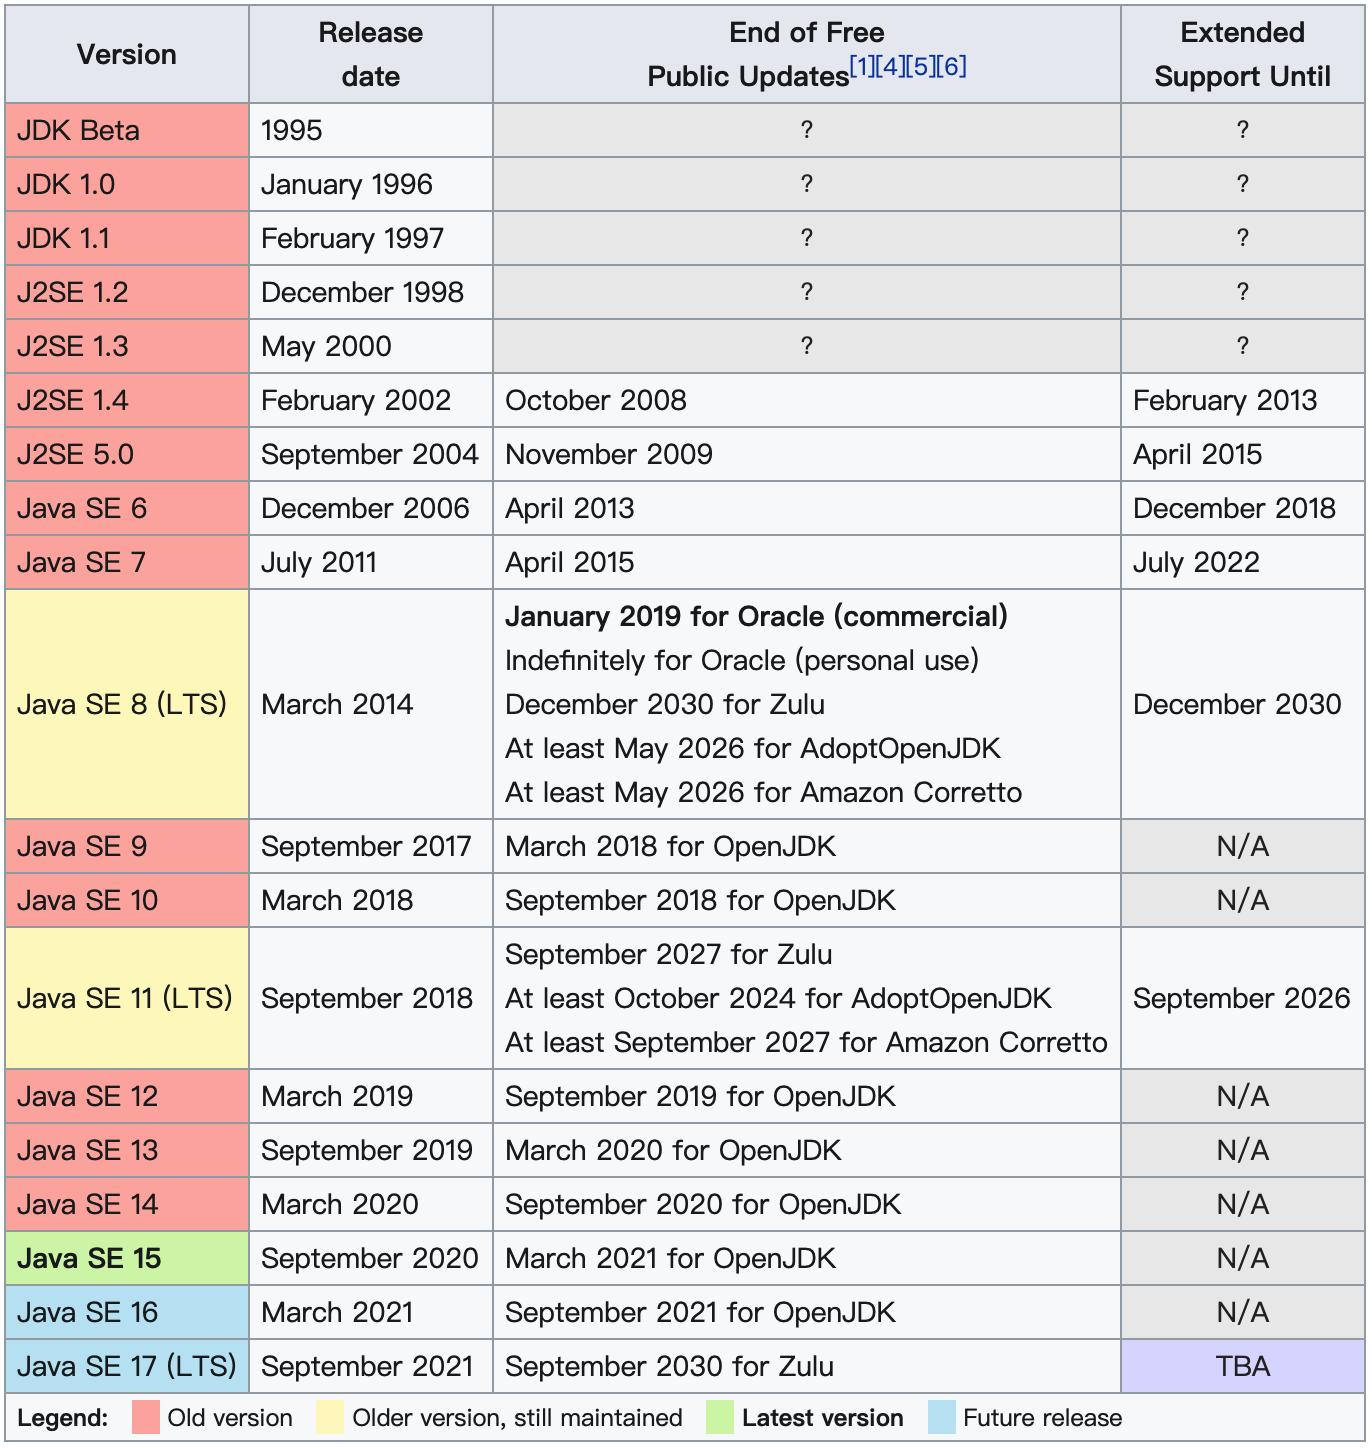 Version
Release
date
End of Free
Public Updates[1][4][5][6]
Extended
Support Until
JDK Beta 1995 ? ?
JDK 1.0 January 1996 ? ?
JDK 1.1 February 1997 ? ?
J2SE 1.2 December 1998 ? ?
J2SE 1.3 May 2000 ? ?
J2SE 1.4 February 2002 October 2008 February 2013
J2SE 5.0 September 2004 November 2009 April 2015
Java SE 6 December 2006 April 2013 December 2018
Java SE 7 July 2011 April 2015 July 2022
Java SE 8 (LTS) March 2014
January 2019 for Oracle (commercial)
Indefinitely for Oracle (personal use)
December 2030 for Zulu
At least May 2026 for AdoptOpenJDK
At least May 2026 for Amazon Corretto
December 2030
Java SE 9 September 2017 March 2018 for OpenJDK N/A
Java SE 10 March 2018 September 2018 for OpenJDK N/A
Java SE 11 (LTS) September 2018
September 2027 for Zulu
At least October 2024 for AdoptOpenJDK
At least September 2027 for Amazon Corretto
September 2026
Java SE 12 March 2019 September 2019 for OpenJDK N/A
Java SE 13 September 2019 March 2020 for OpenJDK N/A
Java SE 14 March 2020 September 2020 for OpenJDK N/A
Java SE 15 September 2020 March 2021 for OpenJDK N/A
Java SE 16 March 2021 September 2021 for OpenJDK N/A
Java SE 17 (LTS) September 2021 September 2030 for Zulu TBA
Legend: Old version Older version, still maintained Latest version Future release